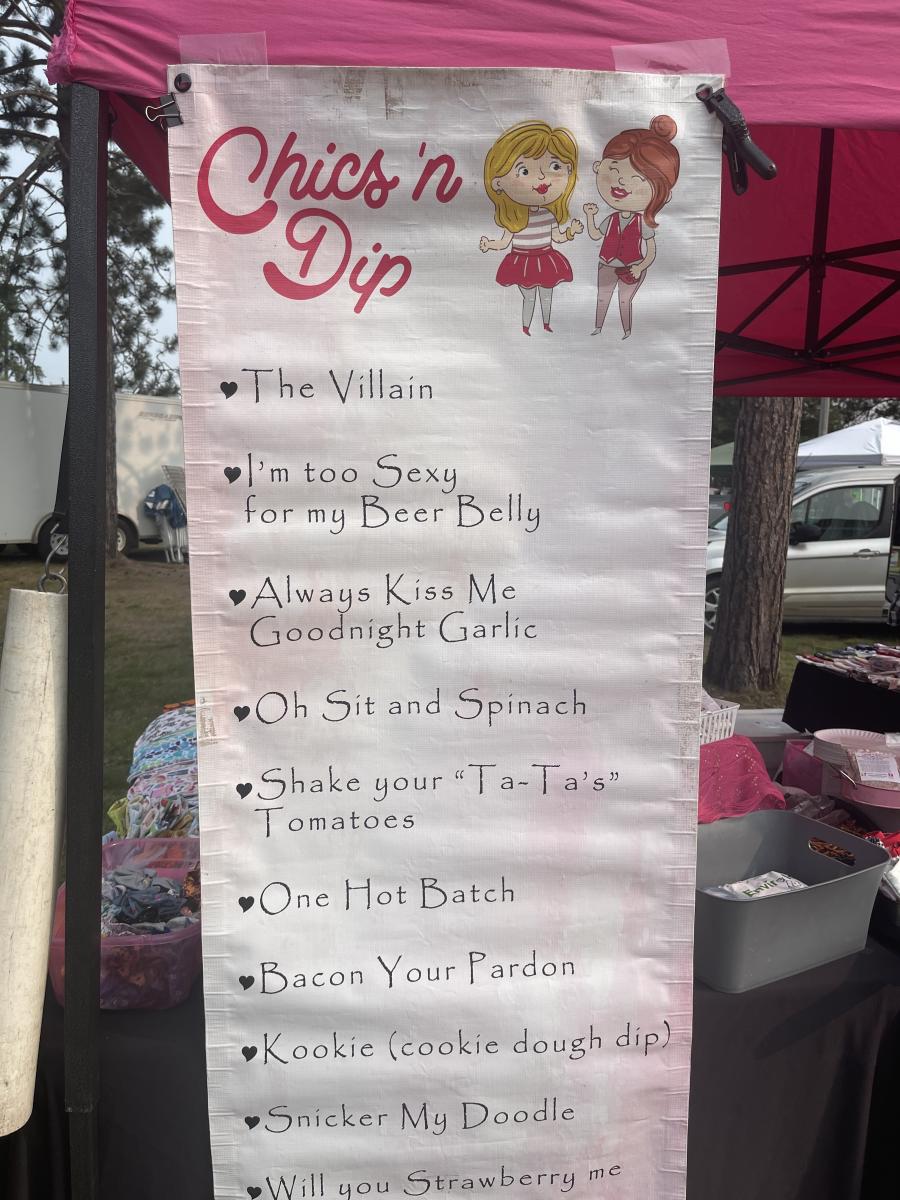 Chics 'n
Dip
♥The Villain
♥I'm too Sexy
for my Beer Belly
♥Always Kiss Me
Goodnight Garlic
♥Oh Sit and Spinach
♥Shake your “Ta-Ta's”
Tomatoes
♥One Hot Batch
♥Bacon Your Pardon
♥Kookie (cookie dough dip)
♥Snicker My Doodle
♥Will you Strawberry me